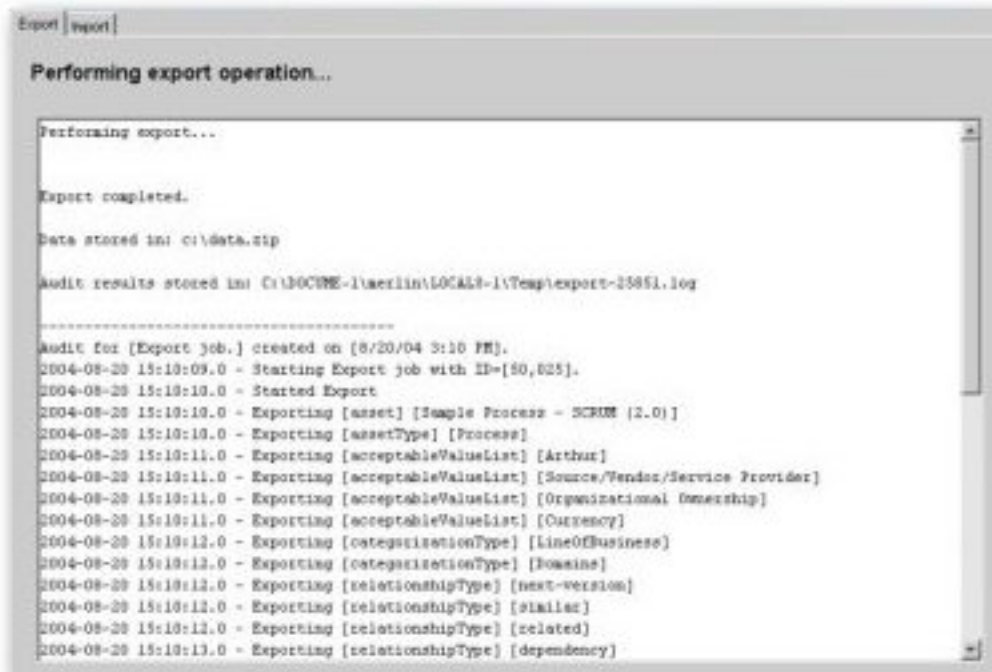 Export Import
Performing export operation...
Performing export...
Export completed.
Data stored in: c:\data.zip
Audit results stored in: C:\DOCUME~1\merlin\LOCALS~1\Temp\export-25851.log
----------------------------------------
Audit for [Export job.] created on [8/20/04 3:10 PM].
2004-08-20 15:10:09.0 - Starting Export job with ID=[50,025].
2004-08-20 15:10:10.0 - Started Export
2004-08-20 15:10:10.0 - Exporting [asset] [Sample Process - SCRUM (2.0)]
2004-08-20 15:10:10.0 - Exporting [assetType] [Process]
2004-08-20 15:10:11.0 - Exporting [acceptableValueList] [Arthur]
2004-08-20 15:10:11.0 - Exporting [acceptableValueList] [Source/Vendor/Service Provider]
2004-08-20 15:10:11.0 - Exporting [acceptableValueList] [Organizational Ownership]
2004-08-20 15:10:11.0 - Exporting [acceptableValueList] [Currency]
2004-08-20 15:10:12.0 - Exporting [categorizationType] [LineOfBusiness]
2004-08-20 15:10:12.0 - Exporting [categorizationType] [Domains]
2004-08-20 15:10:12.0 - Exporting [relationshipType] [next-version]
2004-08-20 15:10:12.0 - Exporting [relationshipType] [similar]
2004-08-20 15:10:12.0 - Exporting [relationshipType] [related]
2004-08-20 15:10:13.0 - Exporting [relationshipType] [dependency]